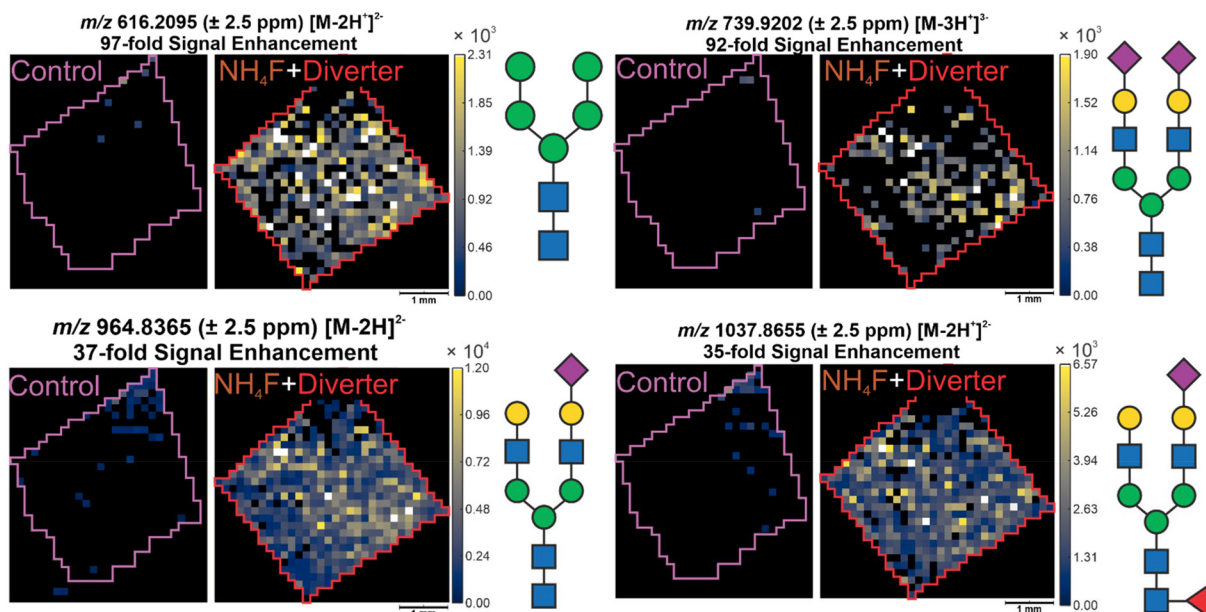 m/z 616.2095 (± 2.5 ppm) [M-2H⁺]²⁻
97-fold Signal Enhancement
Control
NH₄F+Diverter
× 10³
2.31
1.85
1.39
0.92
0.46
0.00
1 mm
m/z 739.9202 (± 2.5 ppm) [M-3H⁺]³⁻
92-fold Signal Enhancement
Control
NH₄F+Diverter
× 10³
1.90
1.52
1.14
0.76
0.38
0.00
1 mm
m/z 964.8365 (± 2.5 ppm) [M-2H]²⁻
37-fold Signal Enhancement
Control
NH₄F+Diverter
× 10⁴
1.20
0.96
0.72
0.48
0.24
0.00
1 mm
m/z 1037.8655 (± 2.5 ppm) [M-2H⁺]²⁻
35-fold Signal Enhancement
Control
NH₄F+Diverter
× 10³
6.57
5.26
3.94
2.63
1.31
0.00
1 mm